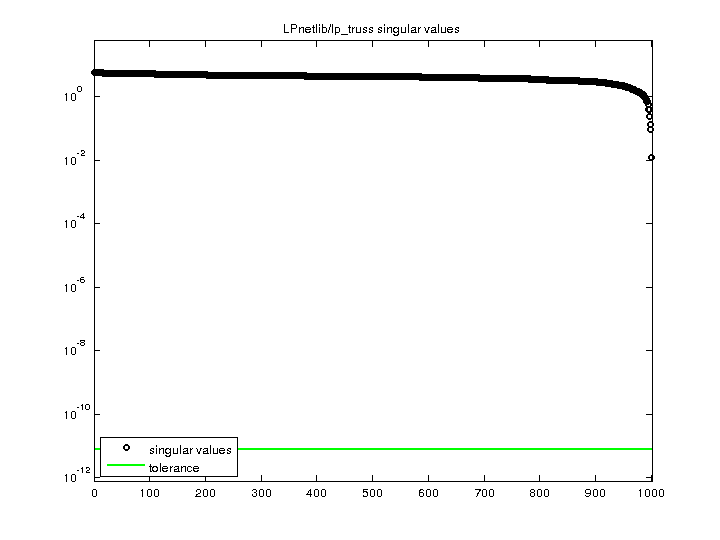 LPnetlib/lp_truss singular values
10^0
10^-2
10^-4
10^-6
10^-8
10^-10
10^-12
singular values
tolerance
0 100 200 300 400 500 600 700 800 900 1000